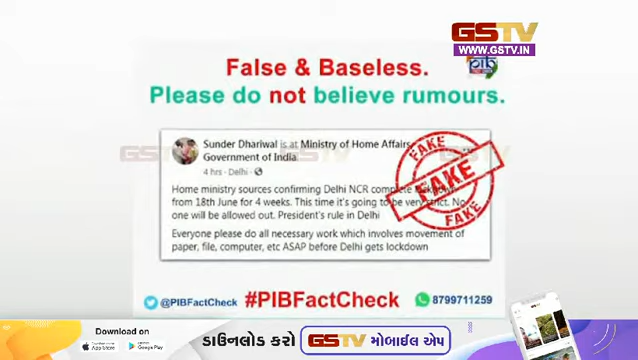 GSTV
WWW.GSTV.IN
False & Baseless.
Please do not believe rumours.
Sunder Dhariwal is at Ministry of Home Affairs,
Government of India
4 hrs · Delhi ·
Home ministry sources confirming Delhi NCR complete
from 18th June for 4 weeks. This time it's going to be very strict. No
one will be allowed out. President's rule in Delhi
Everyone please do all necessary work which involves movement of
paper, file, computer, etc ASAP before Delhi gets lockdown
FAKE
FAKE
FAKE
@PIBFactCheck #PIBFactCheck 8799711259
Download on
App Store Google Play
ડાઉનલોડ કરો GSTV મોબાઈલ એપ